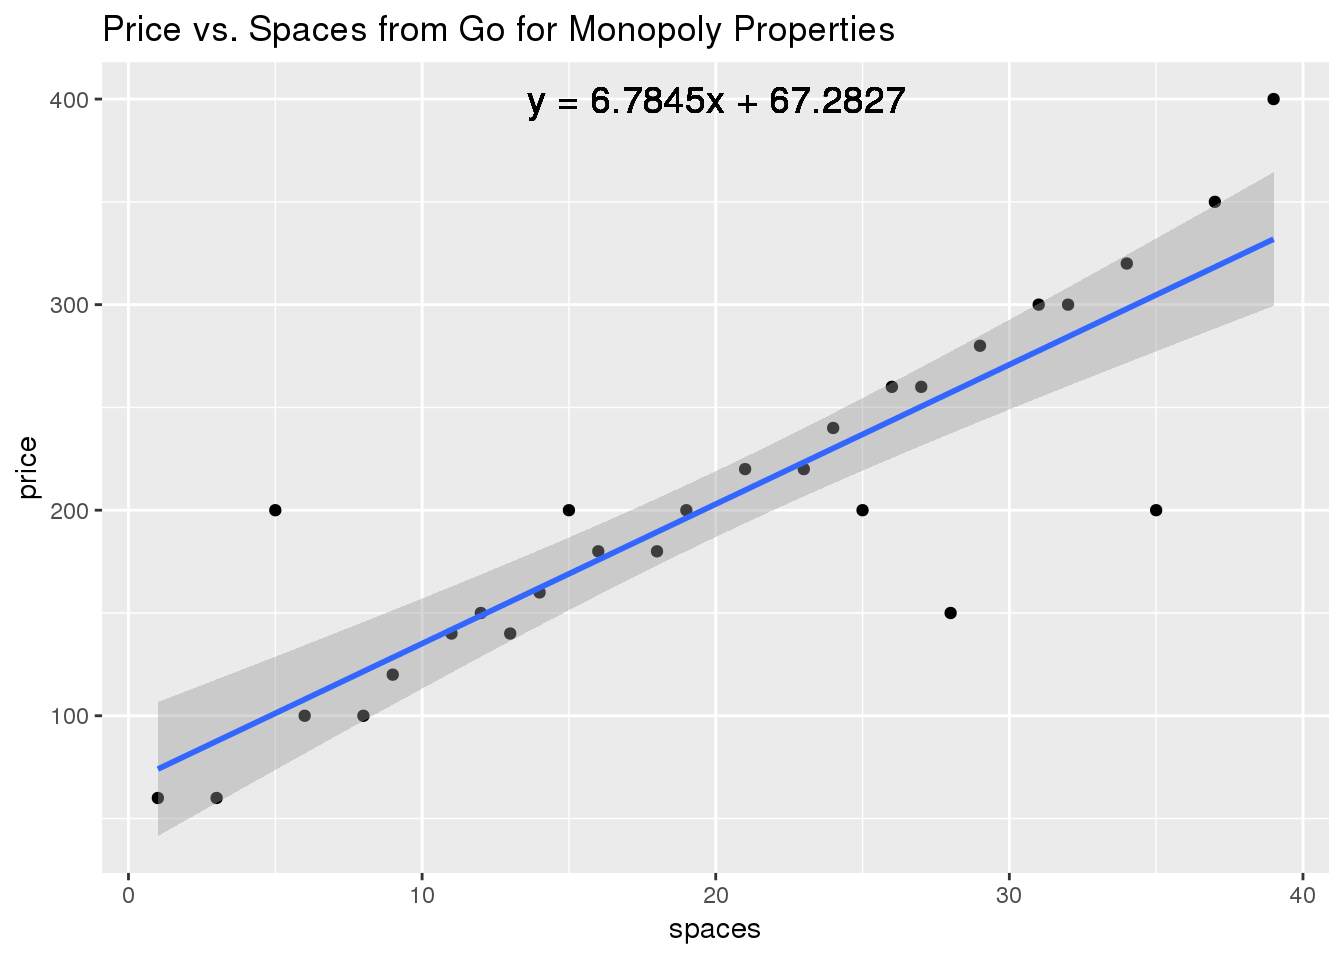 Price vs. Spaces from Go for Monopoly Properties
y = 6.7845x + 67.2827
400
300
200
100
price
0 10 20 30 40
spaces